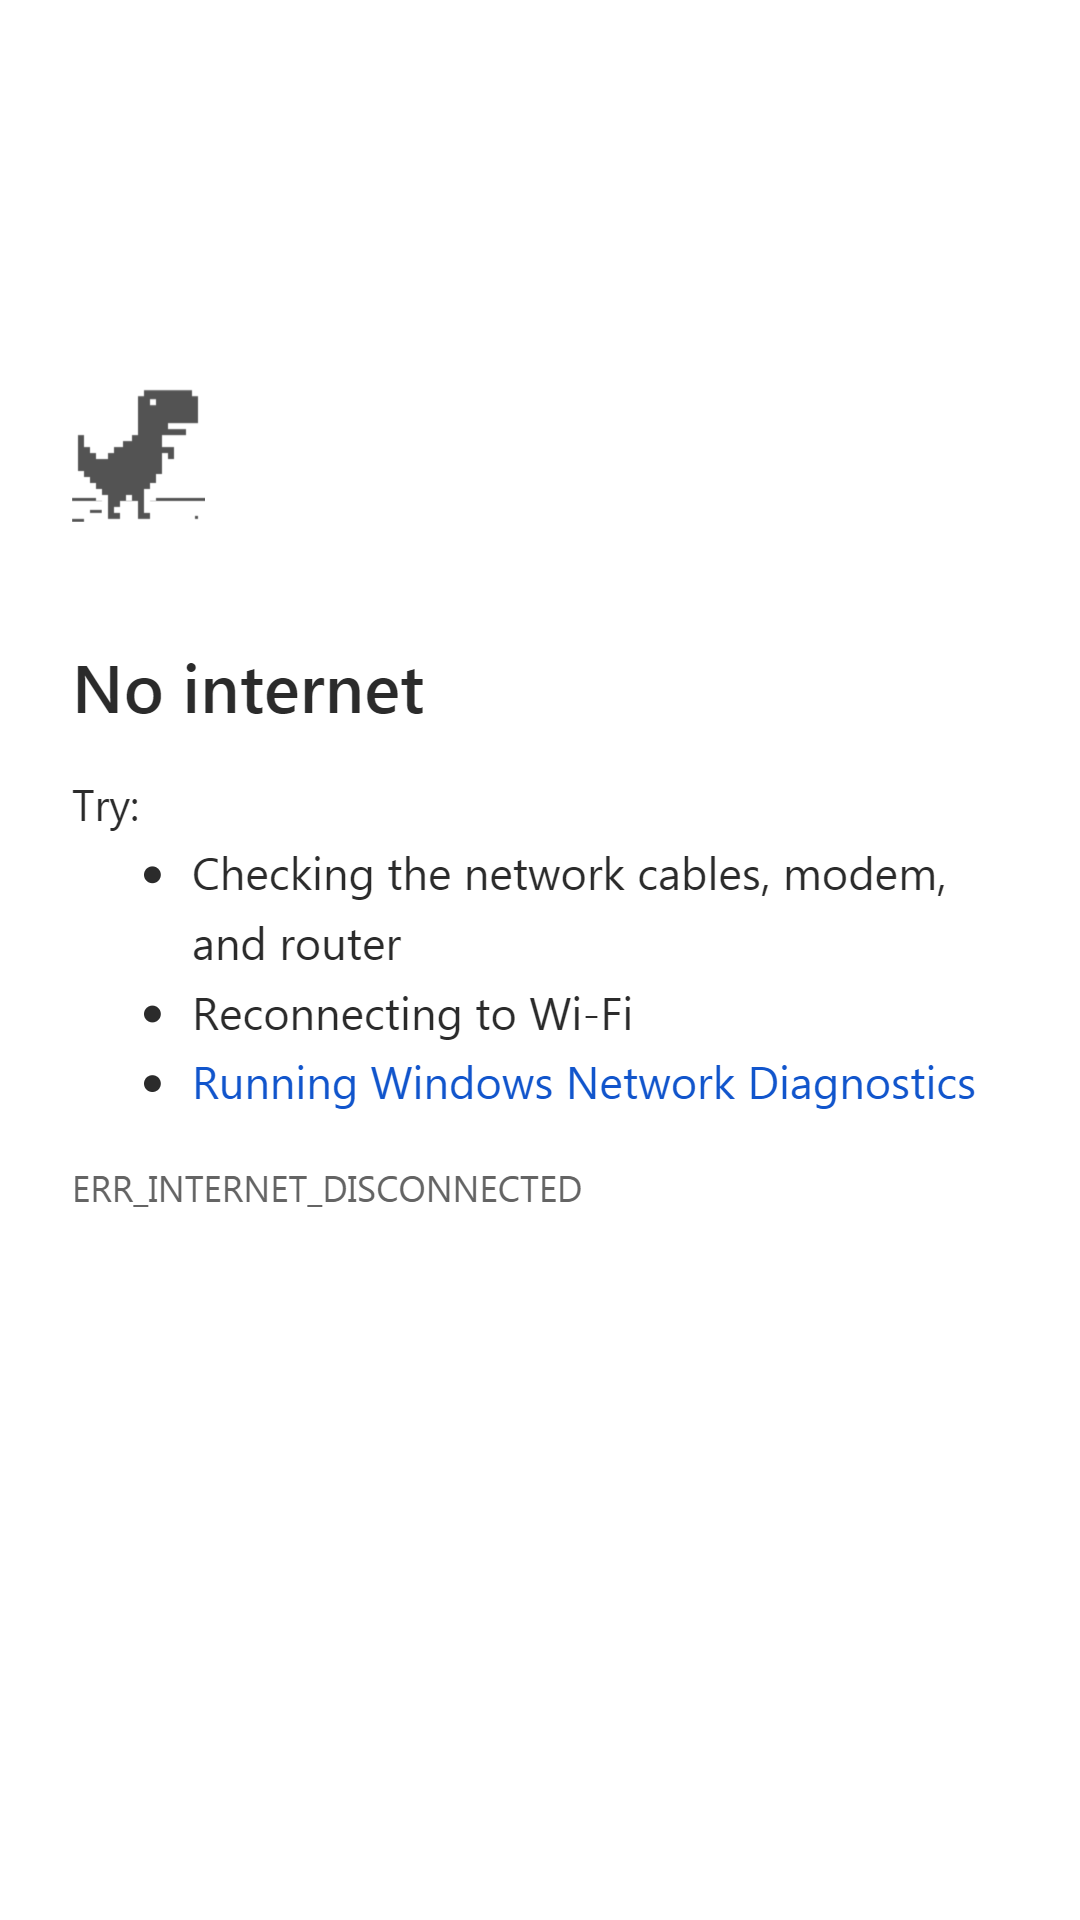 No internet
Try:
Checking the network cables, modem,
and router
Reconnecting to Wi-Fi
Running Windows Network Diagnostics
ERR_INTERNET_DISCONNECTED